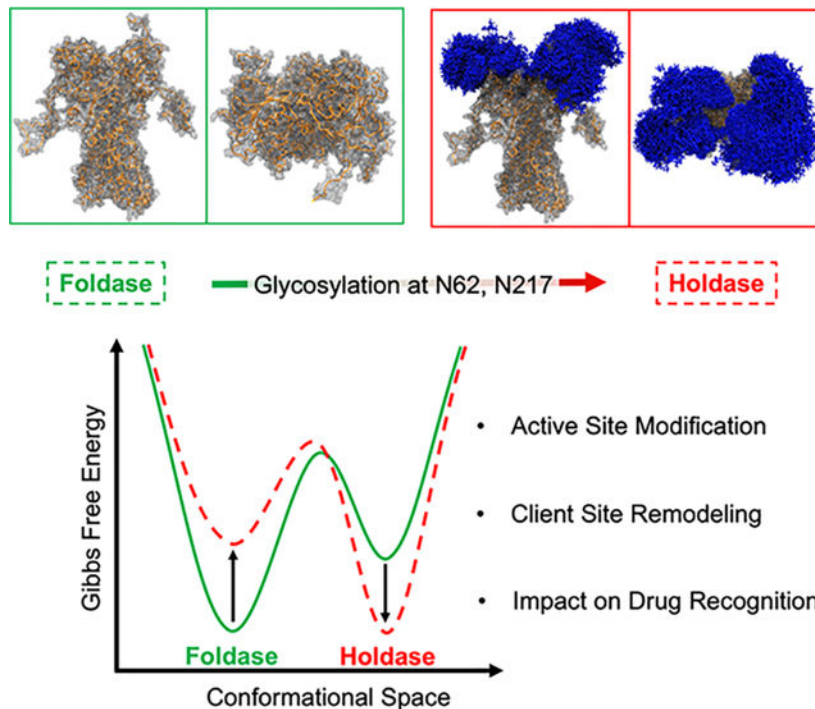 Foldase
Glycosylation at N62, N217
Holdase
Gibbs Free Energy
• Active Site Modification
• Client Site Remodeling
• Impact on Drug Recognition
Foldase
Holdase
Conformational Space